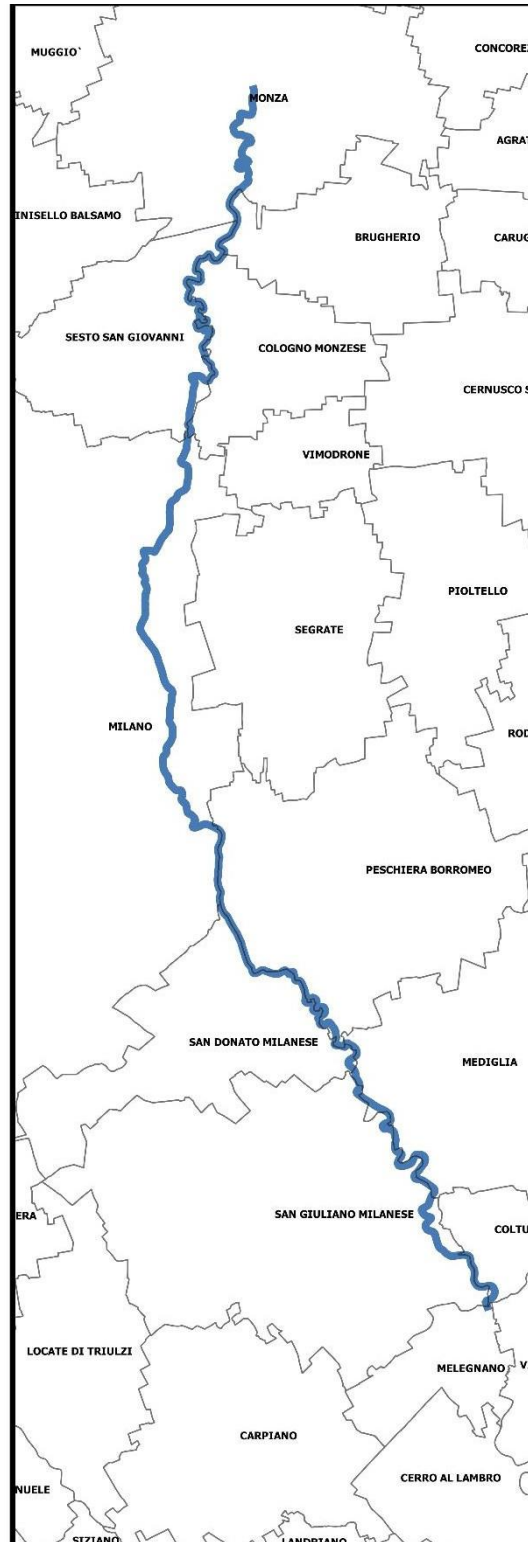 MUGGIO`
CONCORE
MONZA
AGRAT
INISELLO BALSAMO
BRUGHERIO
CARUG
SESTO SAN GIOVANNI
COLOGNO MONZESE
CERNUSCO S
VIMODRONE
PIOLTELLO
SEGRATE
MILANO
ROD
PESCHIERA BORROMEO
SAN DONATO MILANESE
MEDIGLIA
ERA
SAN GIULIANO MILANESE
COLTU
LOCATE DI TRIULZI
MELEGNANO
V
CARPIANO
CERRO AL LAMBRO
NUELE
SIZIANO
LANDRIANO